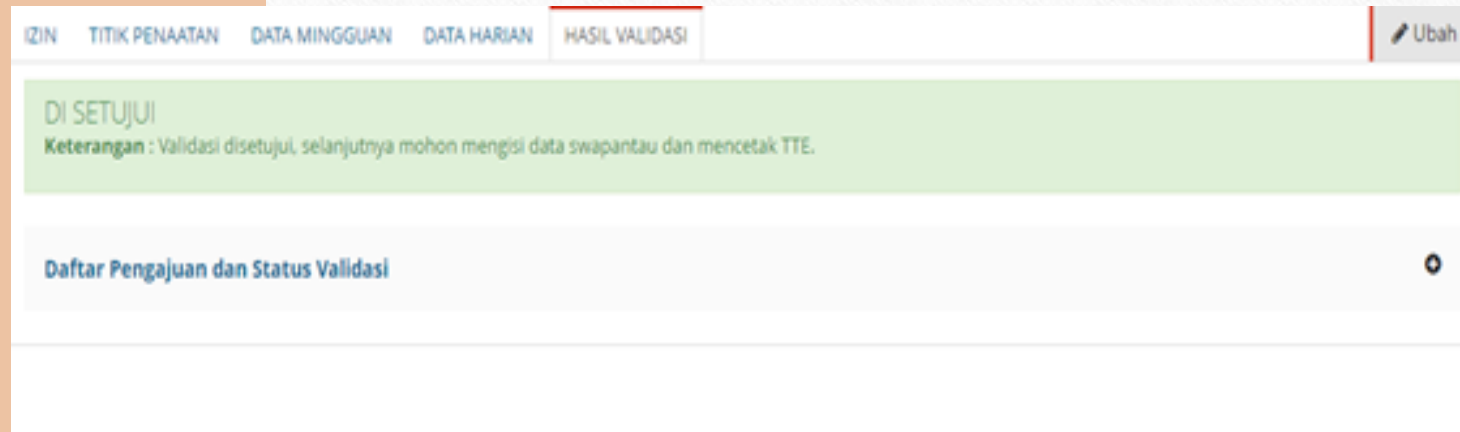 IZIN TITIK PENAATAN DATA MINGGUAN DATA HARIAN HASIL VALIDASI Ubah
DI SETUJUI
Keterangan : Validasi disetujui, selanjutnya mohon mengisi data swapantau dan mencetak TTE.
Daftar Pengajuan dan Status Validasi